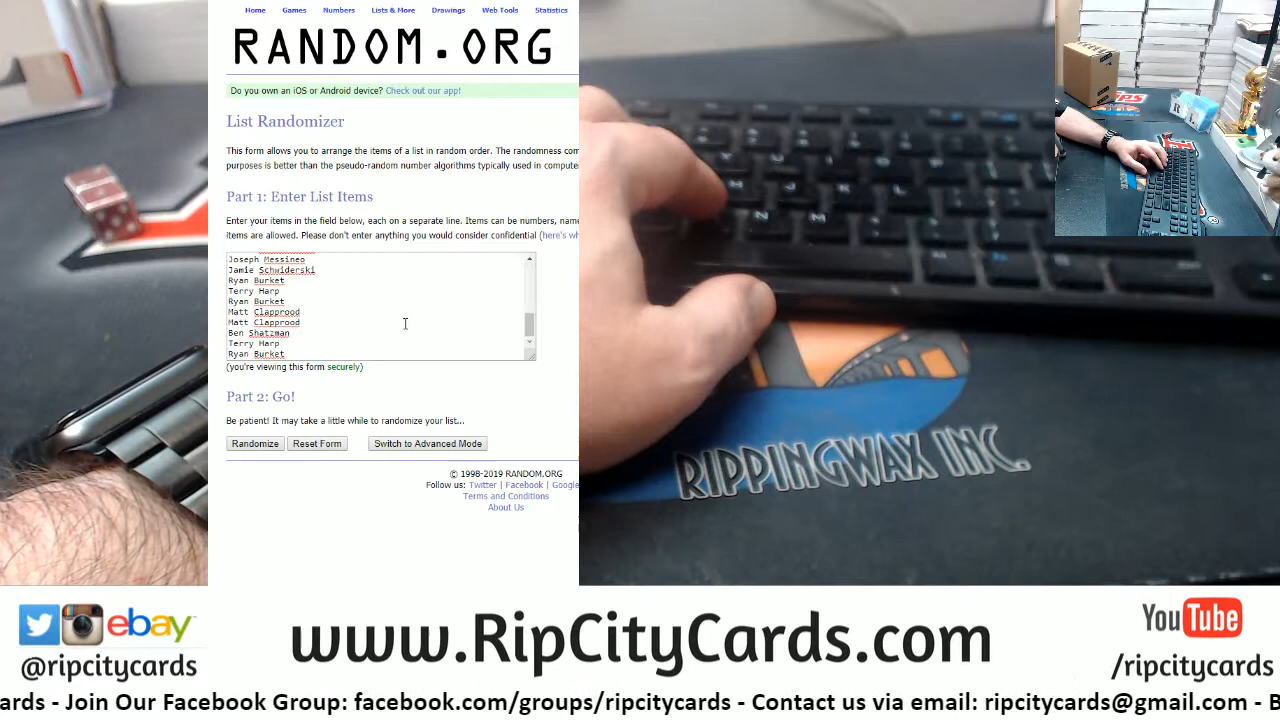 Home Games Numbers Lists & More Drawings Web Tools Statistics
RANDOM.ORG
Do you own an iOS or Android device? Check out our app!
List Randomizer
This form allows you to arrange the items of a list in random order. The randomness com
purposes is better than the pseudo-random number algorithms typically used in compute
Part 1: Enter List Items
Enter your items in the field below, each on a separate line. Items can be numbers, name
items are allowed. Please don't enter anything you would consider confidential (here's wh
Joseph Messineo
Jamie Schwiderski
Ryan Burket
Terry Harp
Ryan Burket
Matt Clapprood
Matt Clapprood
Ben Shatzman
Terry Harp
Ryan Burket
(you're viewing this form securely)
Part 2: Go!
Be patient! It may take a little while to randomize your list...
Randomize Reset Form Switch to Advanced Mode
© 1998-2019 RANDOM.ORG
Follow us: Twitter | Facebook | Google
Terms and Conditions
About Us
N M J K L
RIPPINGWAX INC.
ebay
@ripcitycards
www.RipCityCards.com
YouTube
/ripcitycards
ards - Join Our Facebook Group: facebook.com/groups/ripcitycards - Contact us via email: ripcitycards@gmail.com - B